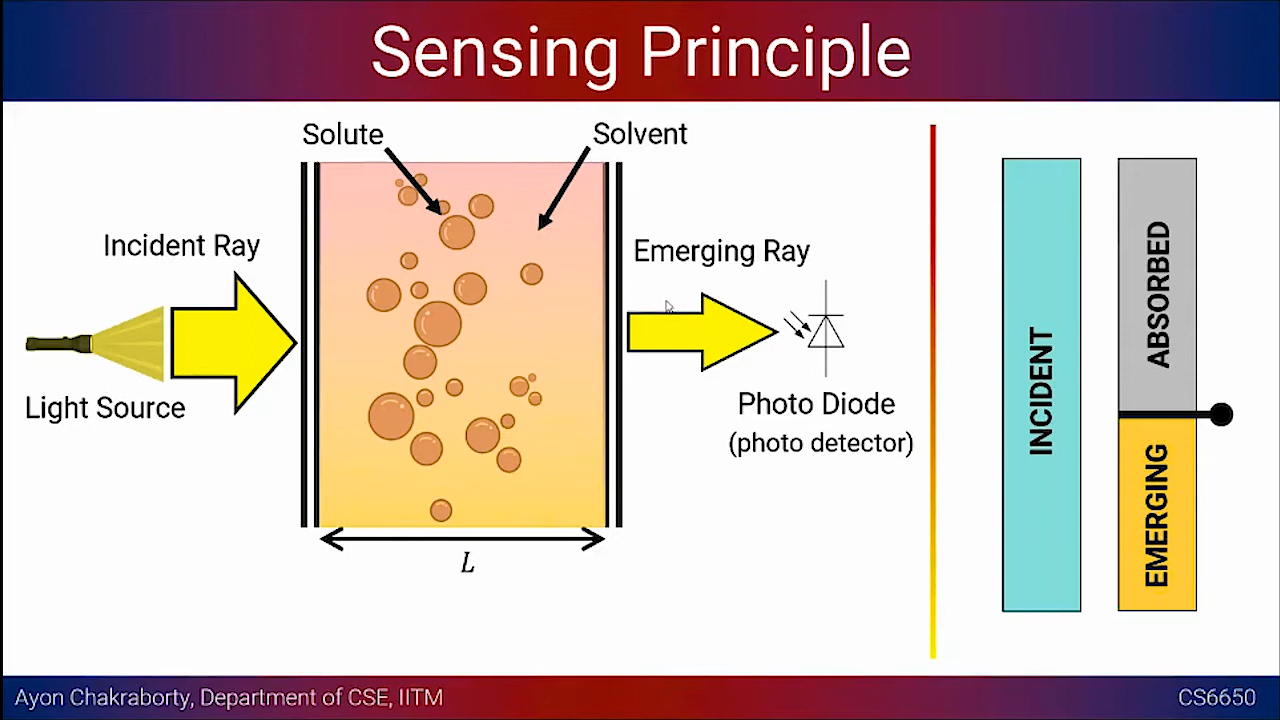 Sensing Principle
Solute
Solvent
Incident Ray
Emerging Ray
Light Source
Photo Diode
(photo detector)
L
INCIDENT
ABSORBED
EMERGING
Ayon Chakraborty, Department of CSE, IITM
CS6650